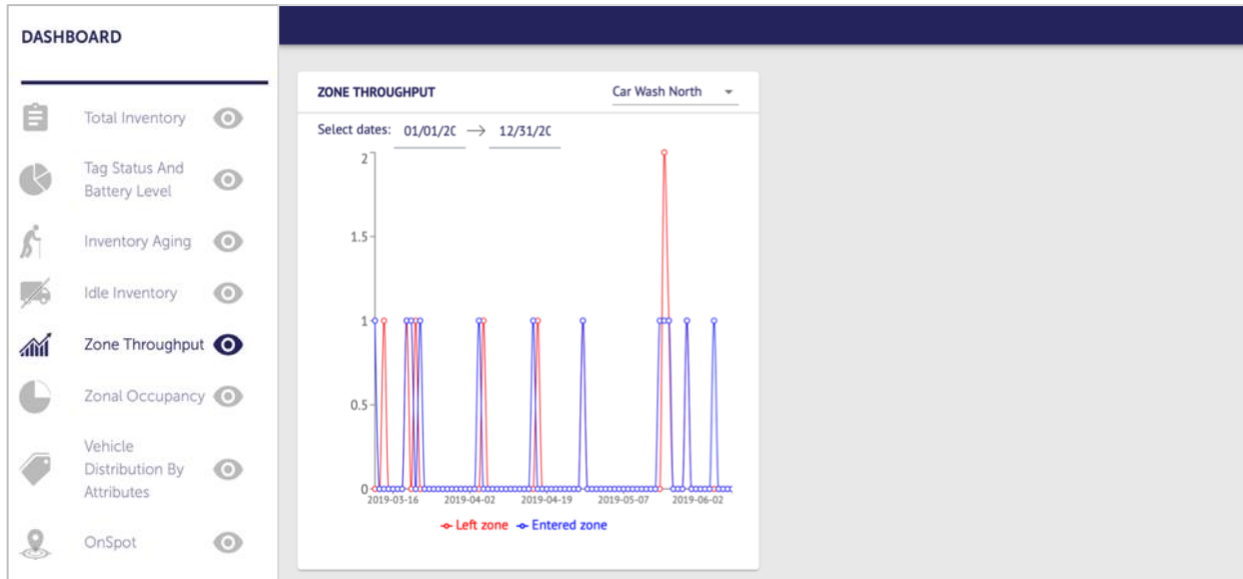 DASHBOARD
Total Inventory
Tag Status And
Battery Level
Inventory Aging
Idle Inventory
Zone Throughput
Zonal Occupancy
Vehicle
Distribution By
Attributes
OnSpot
ZONE THROUGHPUT
Car Wash North
Select dates: 01/01/20 → 12/31/20
2
1.5
1
0.5
0
2019-03-16 2019-04-02 2019-04-19 2019-05-07 2019-06-02
Left zone Entered zone